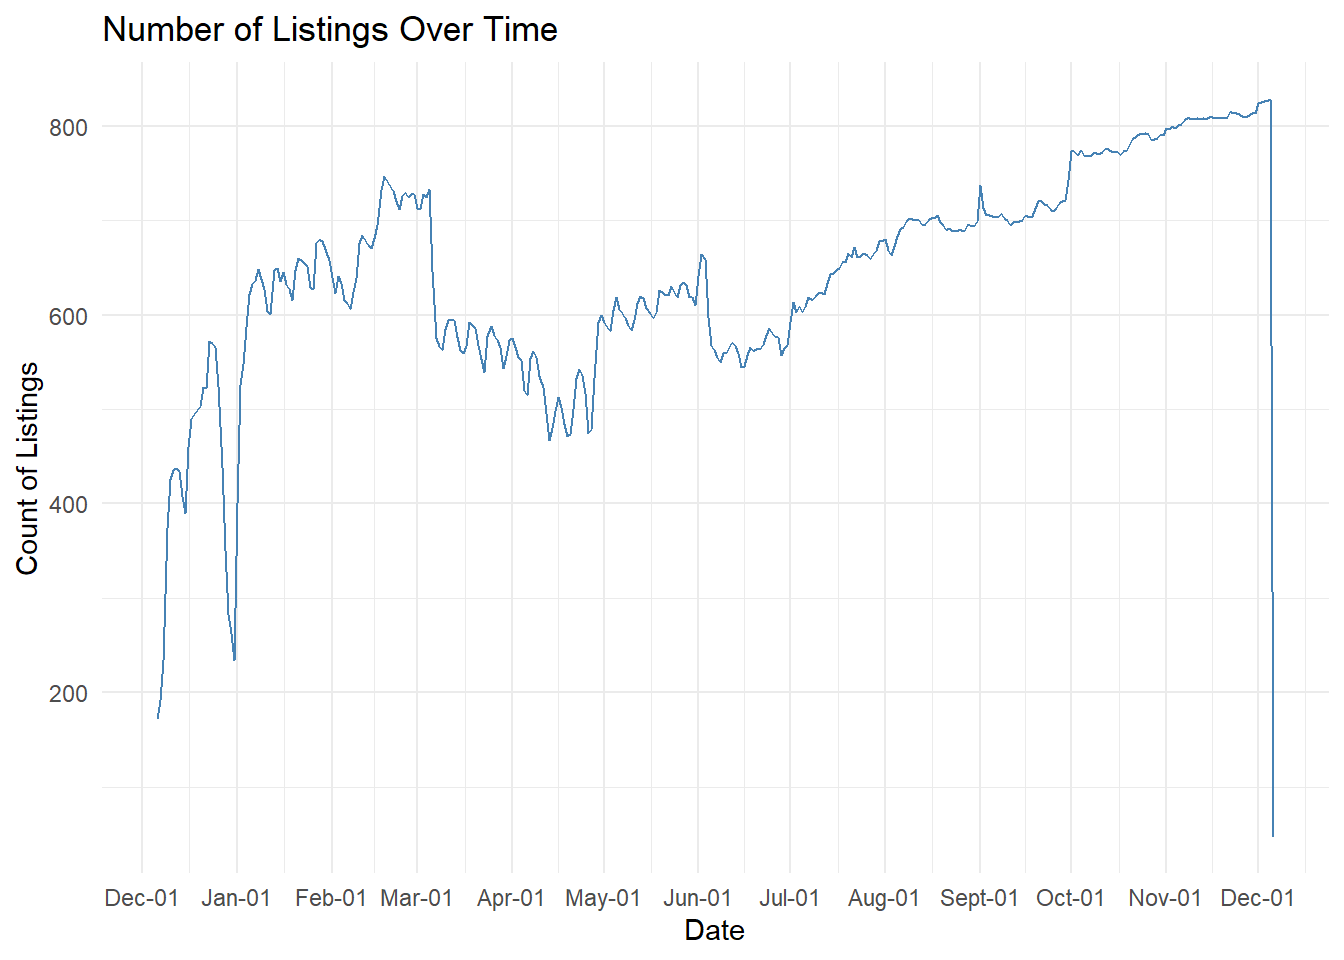 Number of Listings Over Time
Count of Listings
800
600
400
200
Dec-01 Jan-01 Feb-01 Mar-01 Apr-01 May-01 Jun-01 Jul-01 Aug-01 Sept-01 Oct-01 Nov-01 Dec-01
Date